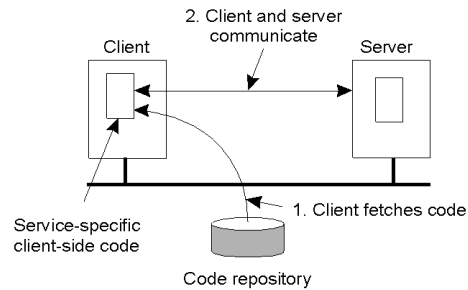 2. Client and server
communicate
Client
Server
1. Client fetches code
Service-specific
client-side code
Code repository